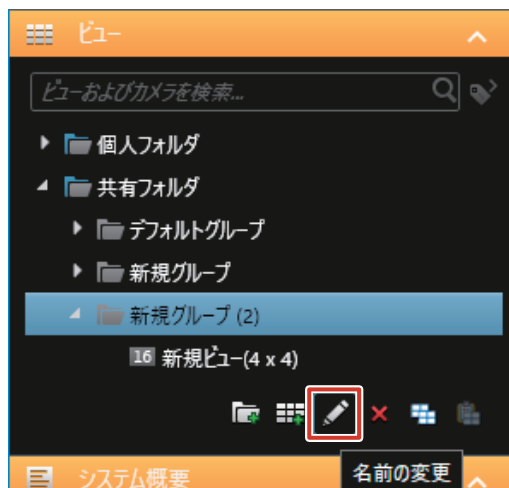 ビュー
ビューおよびカメラを検索...
個人フォルダ
共有フォルダ
デフォルトグループ
新規グループ
新規グループ (2)
16 新規ビュー(4 x 4)
名前の変更
システム概要